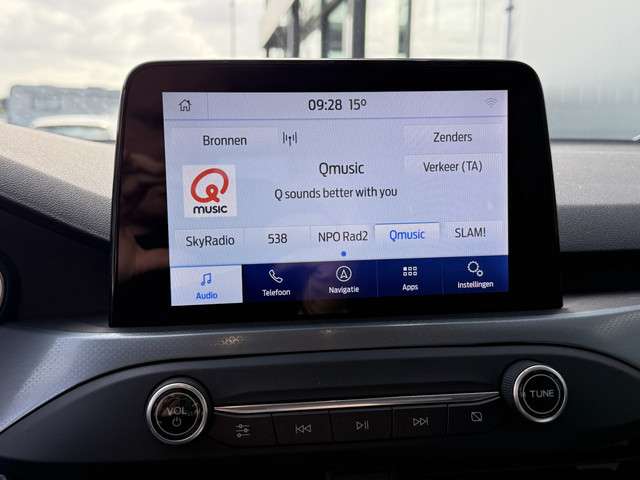 09:28 15º
Bronnen
Zenders
Qmusic
Verkeer (TA)
Q sounds better with you
music
SkyRadio 538 NPO Rad2 Qmusic SLAM!
Audio Telefoon Navigatie Apps Instellingen
VOL
TUNE